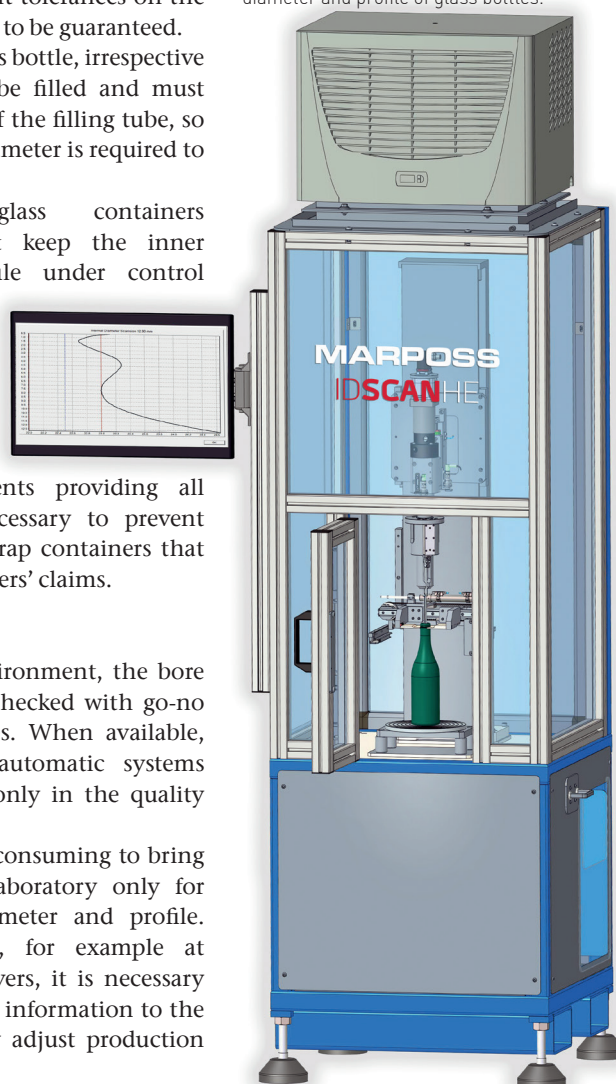 t tolerances on the
to be guaranteed.
s bottle, irrespective
be filled and must
f the filling tube, so
meter is required to
glass containers
t keep the inner
ile under control
ents providing all
cessary to prevent
rap containers that
ers’ claims.
ironment, the bore
hecked with go-no
s. When available,
automatic systems
only in the quality
consuming to bring
aboratory only for
meter and profile.
, for example at
vers, it is necessary
information to the
y adjust production
diameter and profile of glass bottles.
MARPOSS
IDSCANHE